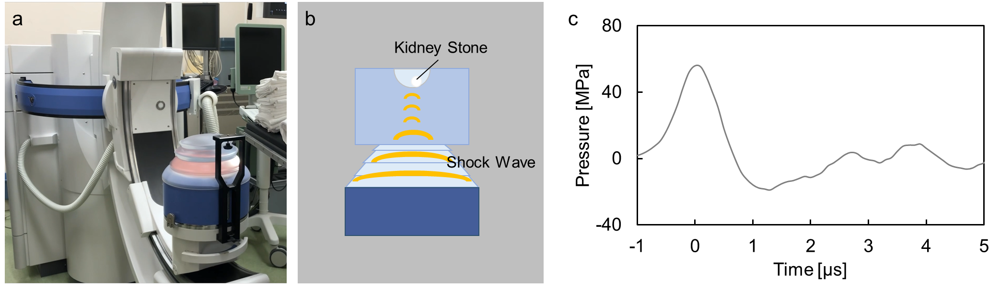 a
b
Kidney Stone
Shock Wave
c
Pressure [MPa]
80
40
0
-40
-1 0 1 2 3 4 5
Time [µs]